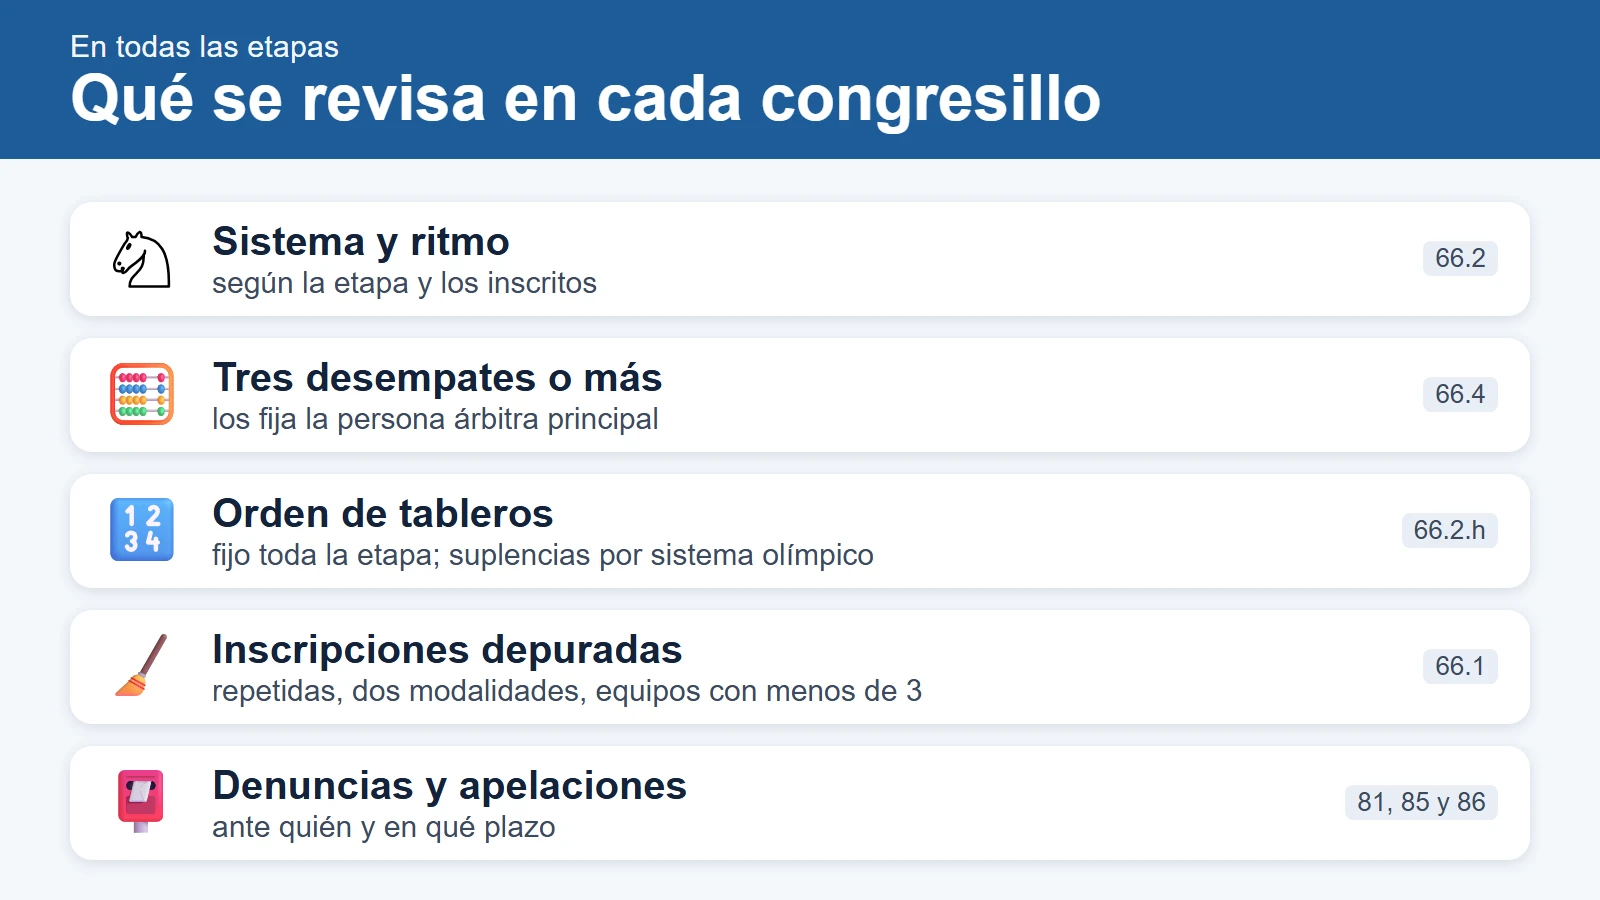 En todas las etapas
Qué se revisa en cada congresillo
Sistema y ritmo
según la etapa y los inscritos
66.2
Tres desempates o más
los fija la persona árbitra principal
66.4
1 2
3 4
Orden de tableros
fijo toda la etapa; suplencias por sistema olímpico
66.2.h
Inscripciones depuradas
repetidas, dos modalidades, equipos con menos de 3
66.1
Denuncias y apelaciones
ante quién y en qué plazo
81, 85 y 86